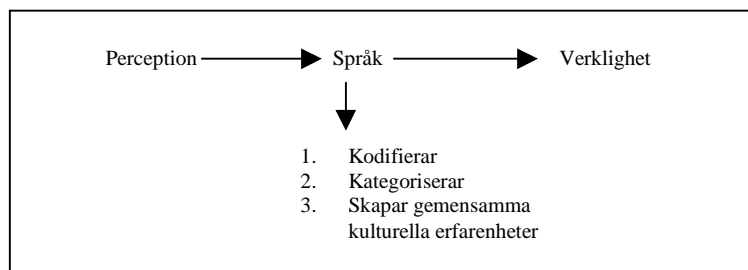 Perception Språk Verklighet
1. Kodifierar
2. Kategoriserar
3. Skapar gemensamma
kulturella erfarenheter